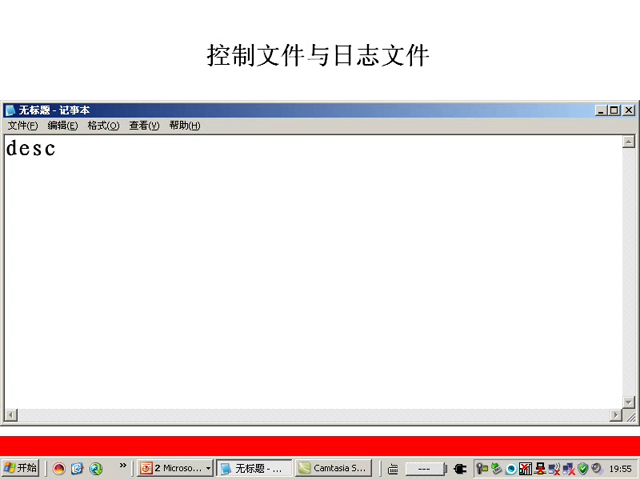 控制文件与日志文件
无标题 - 记事本
文件(F) 编辑(E) 格式(O) 查看(V) 帮助(H)
desc
开始 » 2 Microso... 无标题 - ... Camtasia S... --- 19:55